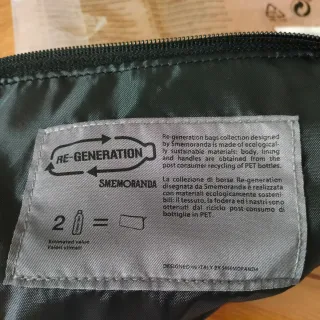 RE-GENERATION
SMEMORANDA
2 =
Estimated value
Valori stimati
Re-generation bags collection designed
by Smemoranda is made of ecological-
ly sustainable materials: body, lining
and handles are obtained from the
post consumer recycling of PET bottles.
La collezione di borse Re-generation
disegnata da Smemoranda è realizzata
con materiali ecologicamente sosteni-
bili: il tessuto, la fodera ed i nastri sono
ottenuti dal riciclo post-consumo di
bottiglie in PET.
DESIGNED in ITALY BY SMEMORANDA